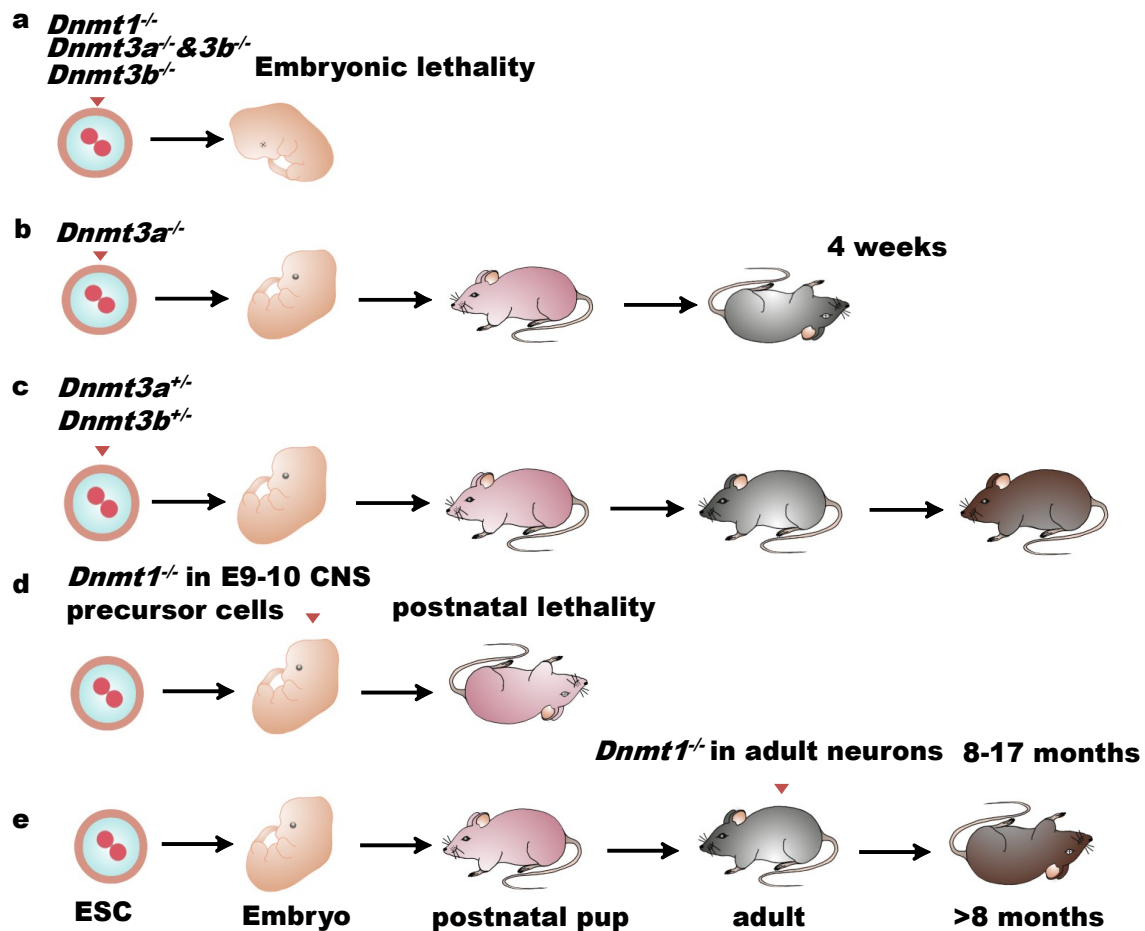 a
Dnmt1-/-
Dnmt3a-/-&3b-/-
Dnmt3b-/-
Embryonic lethality
b
Dnmt3a-/-
4 weeks
c
Dnmt3a+/-
Dnmt3b+/-
d
Dnmt1-/- in E9-10 CNS
precursor cells
postnatal lethality
Dnmt1-/- in adult neurons
8-17 months
e
ESC
Embryo
postnatal pup
adult
>8 months